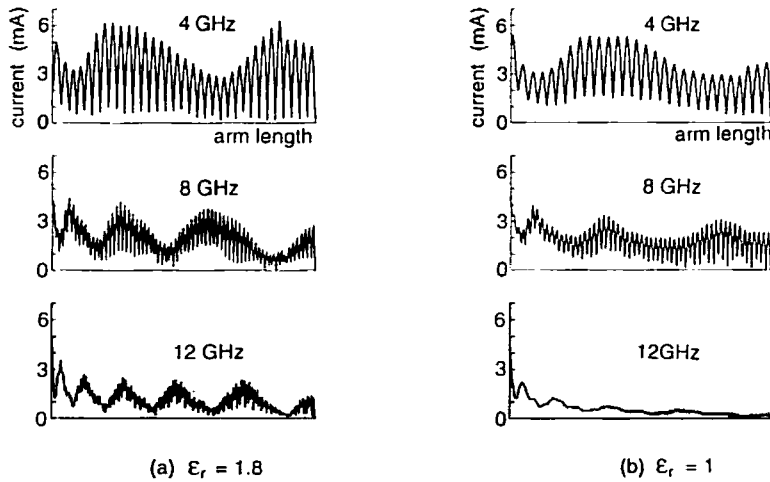 current (mA)
6
3
0
4 GHz
arm length
6
3
0
8 GHz
6
3
0
12 GHz
(a) εr = 1.8
current (mA)
6
3
0
4 GHz
arm length
6
3
0
8 GHz
6
3
0
12GHz
(b) εr = 1